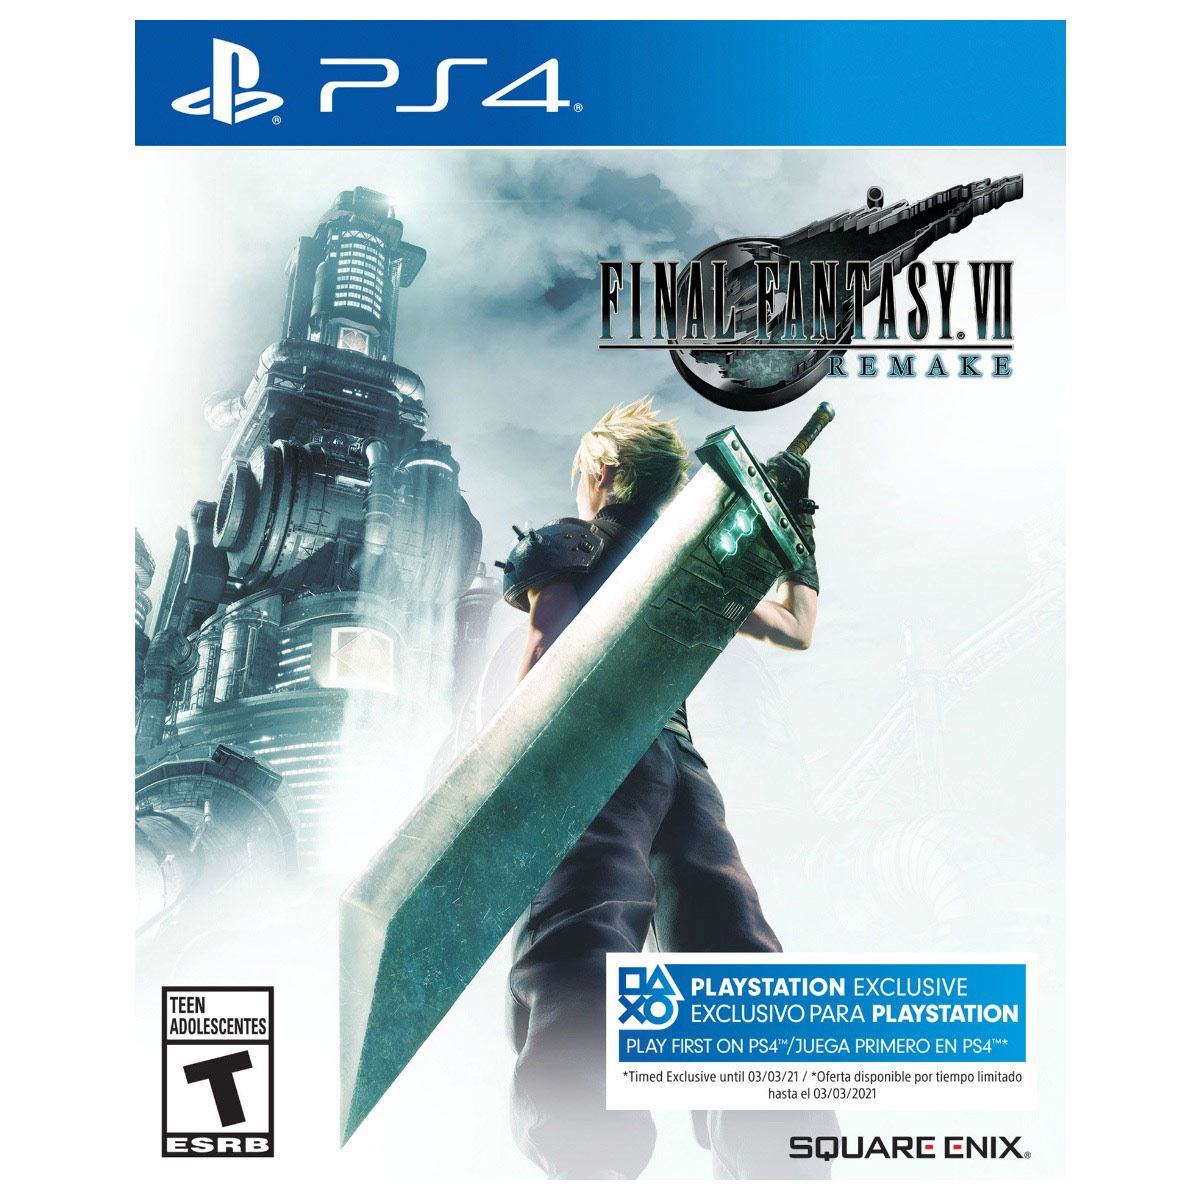 PS4®
FINAL FANTASY® VII
REMAKE
PLAYSTATION EXCLUSIVE
EXCLUSIVO PARA PLAYSTATION
PLAY FIRST ON PS4™/JUEGA PRIMERO EN PS4™*
*Timed Exclusive until 03/03/21 / *Oferta disponible por tiempo limitado
hasta el 03/03/2021
TEEN
ADOLESCENTES
T
ESRB
SQUARE ENIX®